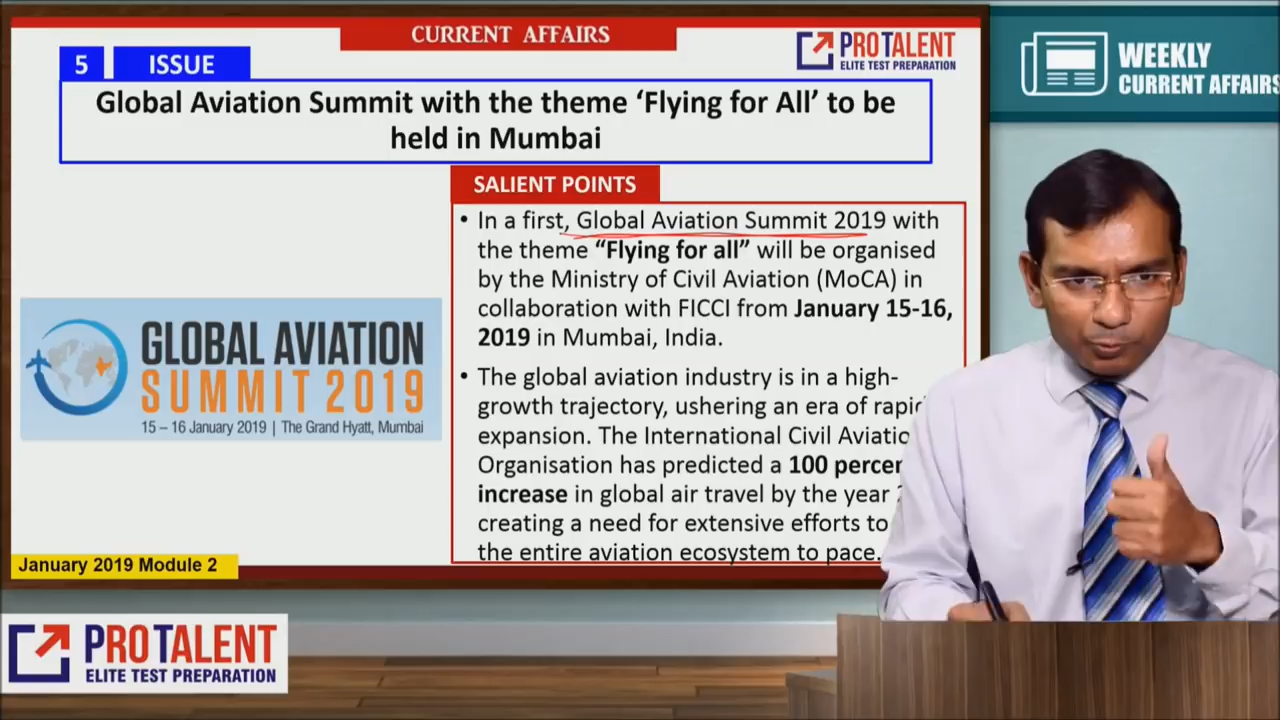 CURRENT AFFAIRS
PROTALENT
ELITE TEST PREPARATION
WEEKLY
CURRENT AFFAIRS
5 ISSUE
Global Aviation Summit with the theme ‘Flying for All’ to be
held in Mumbai
SALIENT POINTS
• In a first, Global Aviation Summit 2019 with
the theme “Flying for all” will be organised
by the Ministry of Civil Aviation (MoCA) in
collaboration with FICCI from January 15-16,
2019 in Mumbai, India.
• The global aviation industry is in a high-
growth trajectory, ushering an era of rapid
expansion. The International Civil Aviatio
Organisation has predicted a 100 percen
increase in global air travel by the year
creating a need for extensive efforts to
the entire aviation ecosystem to pace.
GLOBAL AVIATION
SUMMIT 2019
15 – 16 January 2019 | The Grand Hyatt, Mumbai
January 2019 Module 2
PROTALENT
ELITE TEST PREPARATION